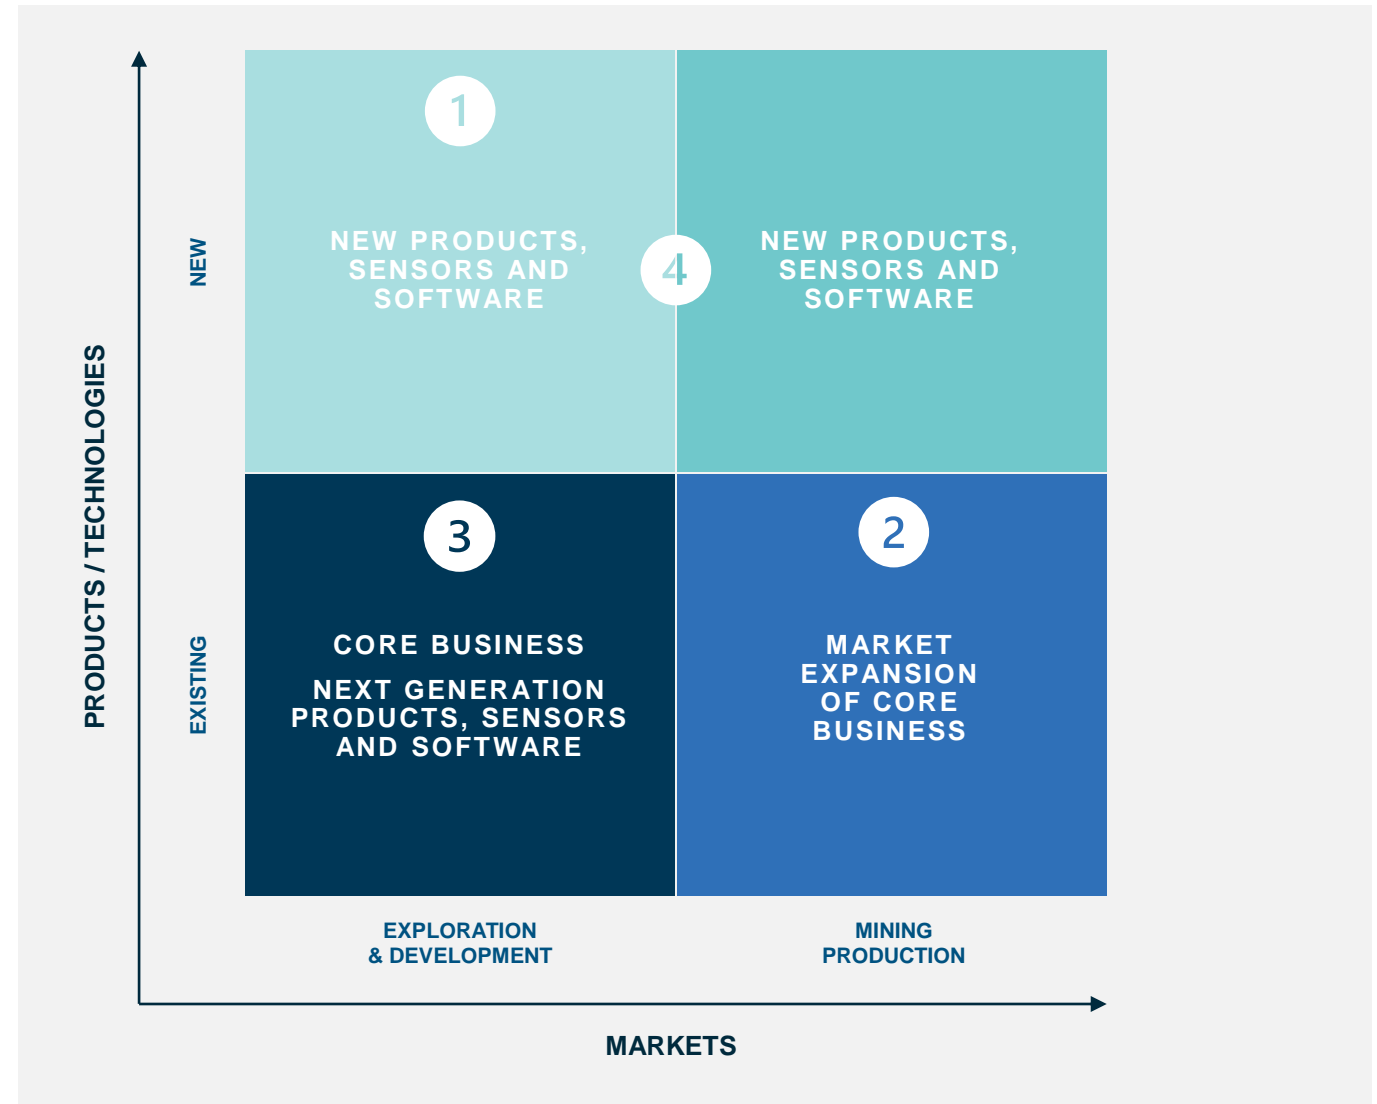 1
NEW PRODUCTS,
SENSORS AND
SOFTWARE
4
NEW PRODUCTS,
SENSORS AND
SOFTWARE
NEW
PRODUCTS / TECHNOLOGIES
3
CORE BUSINESS
NEXT GENERATION
PRODUCTS, SENSORS
AND SOFTWARE
2
MARKET
EXPANSION
OF CORE
BUSINESS
EXISTING
EXPLORATION
& DEVELOPMENT
MINING
PRODUCTION
MARKETS